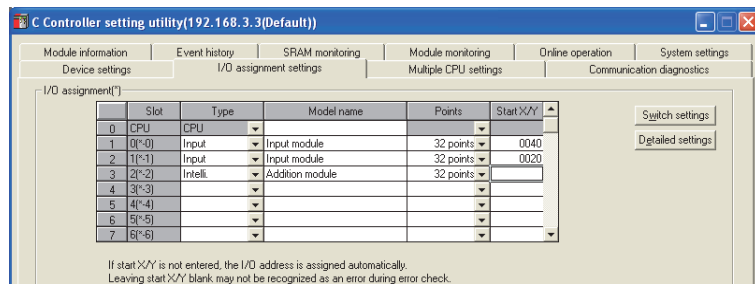 C Controller setting utility(192.168.3.3(Default))
Module information Event history SRAM monitoring Module monitoring Online operation System settings
Device settings I/O assignment settings Multiple CPU settings Communication diagnostics
I/O assignment(*)
Slot Type Model name Points Start X/Y
0 CPU CPU
1 0(*-0) Input Input module 32 points 0040
2 1(*-1) Input Input module 32 points 0020
3 2(*-2) Intelli. Addition module 32 points
4 3(*-3)
5 4(*-4)
6 5(*-5)
7 6(*-6)
Switch settings
Detailed settings
If start X/Y is not entered, the I/O address is assigned automatically.
Leaving start X/Y blank may not be recognized as an error during error check.